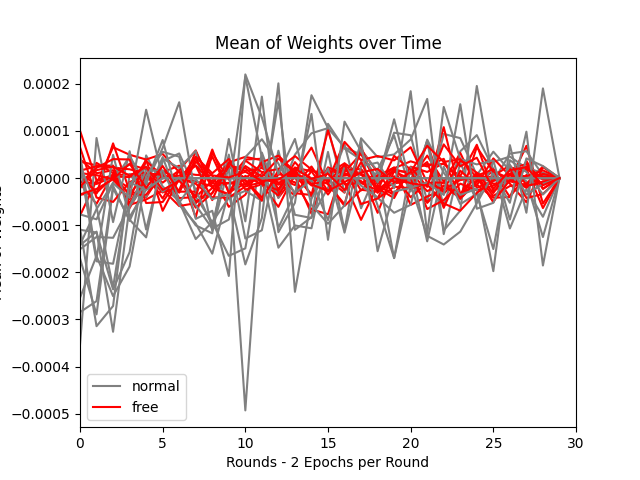 Mean of Weights over Time
0.0002
0.0001
0.0000
−0.0001
−0.0002
−0.0003
−0.0004
−0.0005
normal
free
0 5 10 15 20 25 30
Rounds - 2 Epochs per Round